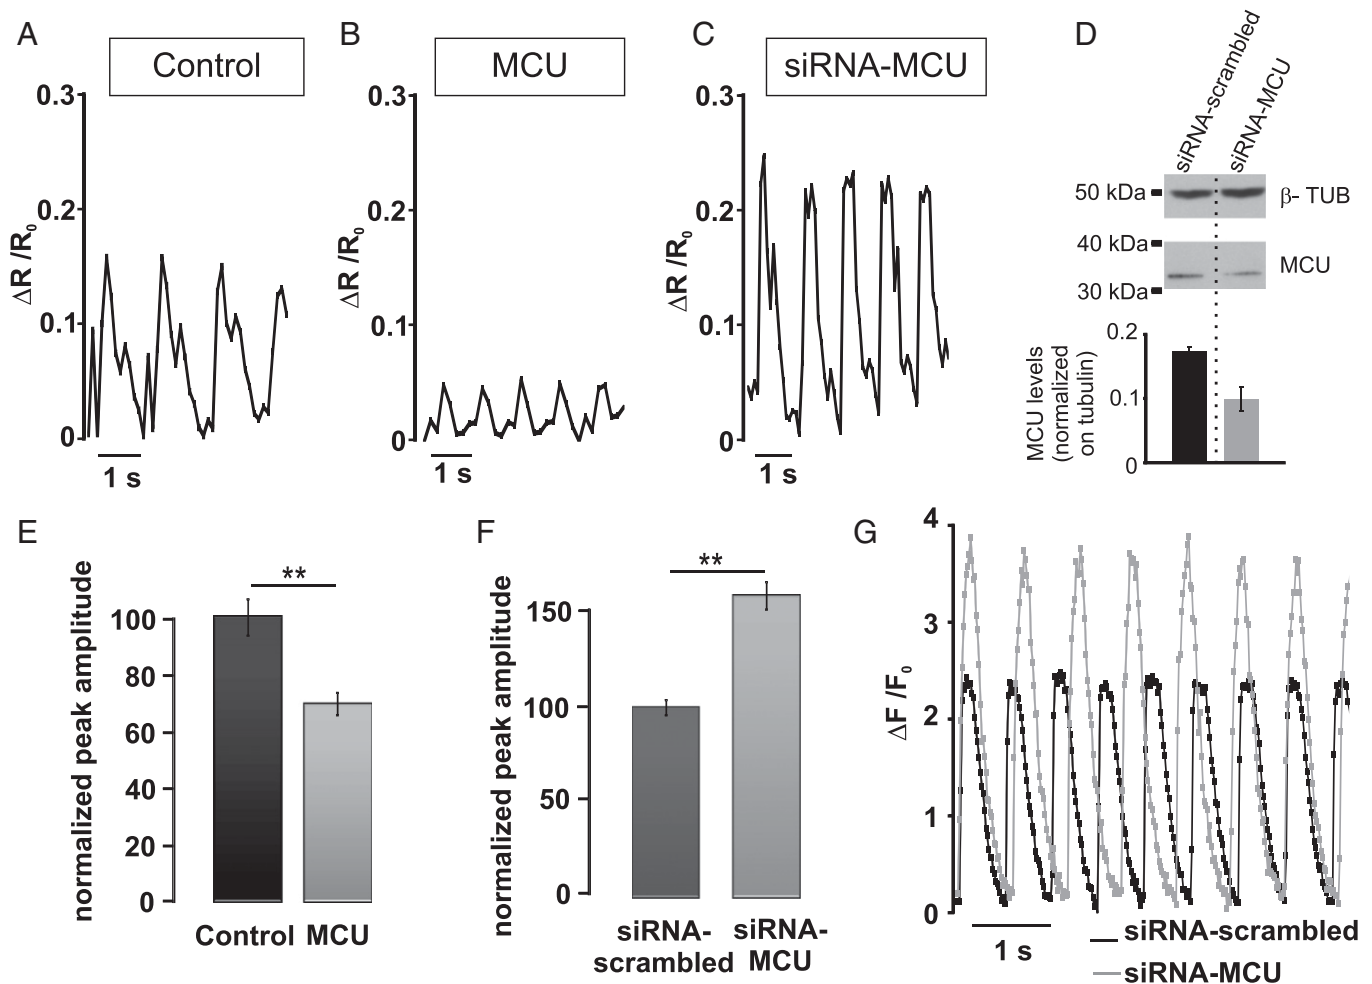 A
Control
0.3
0.2
0.1
0
ΔR /R0
1 s
B
MCU
0.3
0.2
0.1
0
ΔR /R0
1 s
C
siRNA-MCU
0.3
0.2
0.1
0
ΔR /R0
1 s
D
siRNA-scrambled
siRNA-MCU
50 kDa
β- TUB
40 kDa
MCU
30 kDa
0.2
0.1
0
MCU levels
(normalized
on tubulin)
E
normalized peak amplitude
**
100
80
60
40
20
0
Control MCU
F
normalized peak amplitude
**
150
100
50
0
siRNA-
scrambled
siRNA-
MCU
G
4
3
2
1
0
ΔF /F0
1 s
siRNA-scrambled
siRNA-MCU